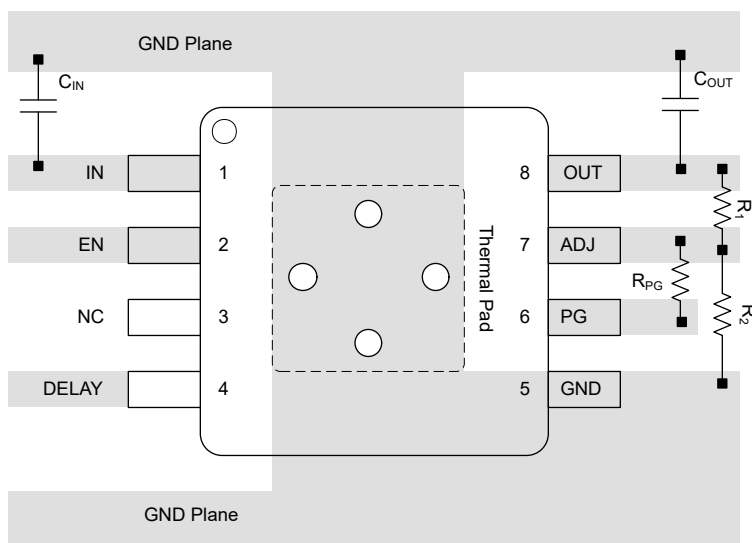 GND Plane
CIN
COUT
IN 1 8 OUT
R1
EN 2 7 ADJ
Thermal Pad
RPG
NC 3 6 PG
R2
DELAY 4 5 GND
GND Plane